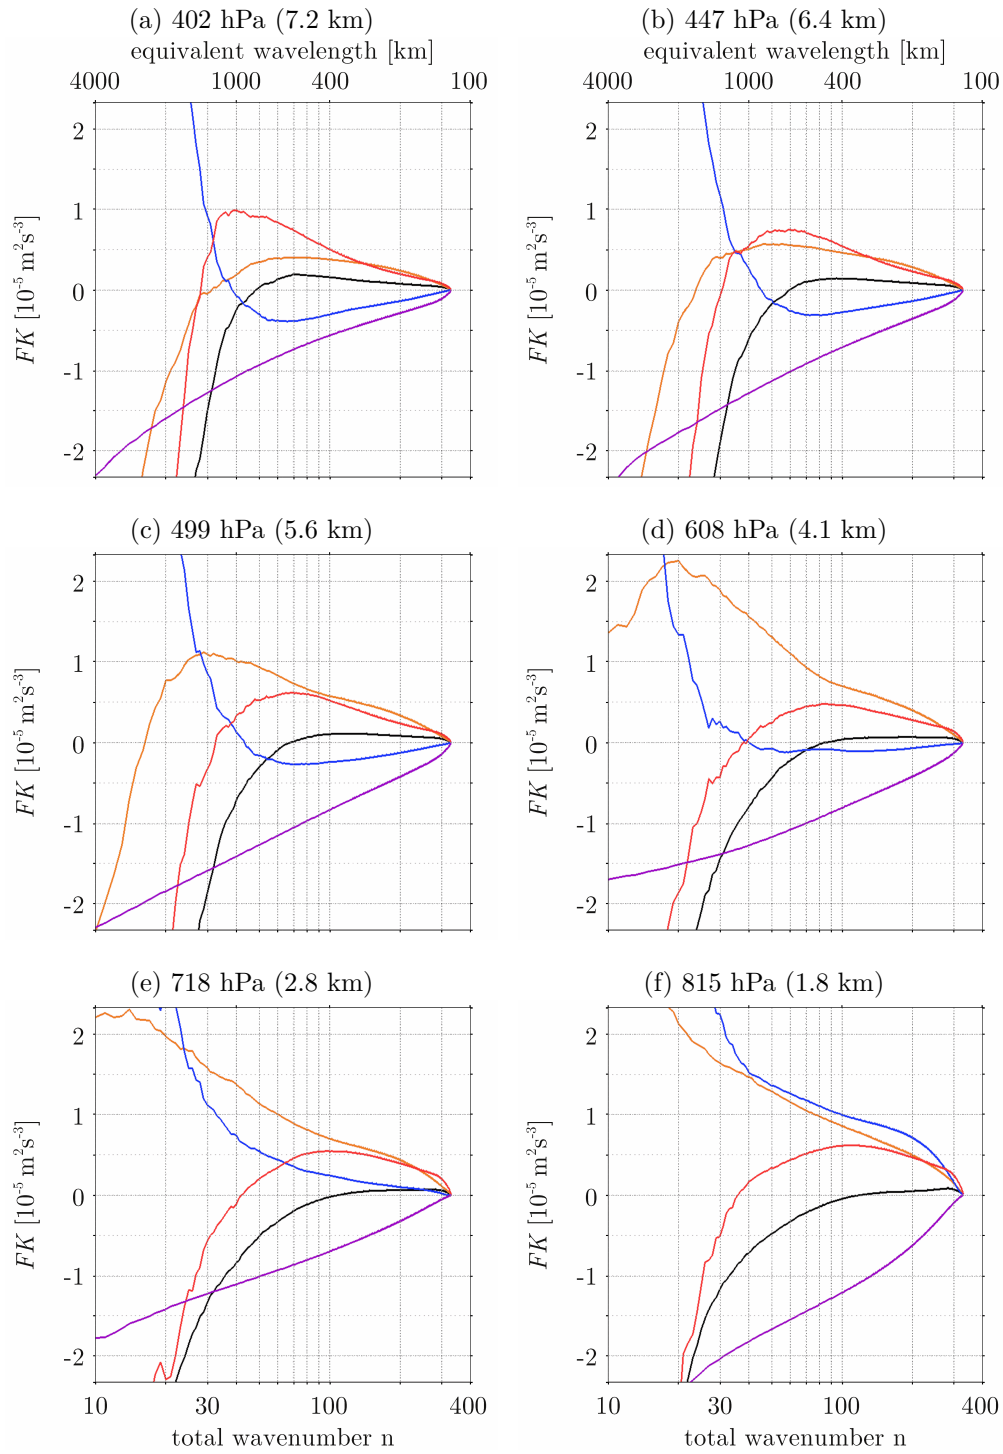 (a) 402 hPa (7.2 km)
equivalent wavelength [km]
4000 1000 400 100
2
1
0
-1
-2
FK [10⁻⁵ m²s⁻³]
(b) 447 hPa (6.4 km)
equivalent wavelength [km]
4000 1000 400 100
2
1
0
-1
-2
FK [10⁻⁵ m²s⁻³]
(c) 499 hPa (5.6 km)
2
1
0
-1
-2
FK [10⁻⁵ m²s⁻³]
(d) 608 hPa (4.1 km)
2
1
0
-1
-2
FK [10⁻⁵ m²s⁻³]
(e) 718 hPa (2.8 km)
2
1
0
-1
-2
FK [10⁻⁵ m²s⁻³]
10 30 100 400
total wavenumber n
(f) 815 hPa (1.8 km)
2
1
0
-1
-2
FK [10⁻⁵ m²s⁻³]
10 30 100 400
total wavenumber n